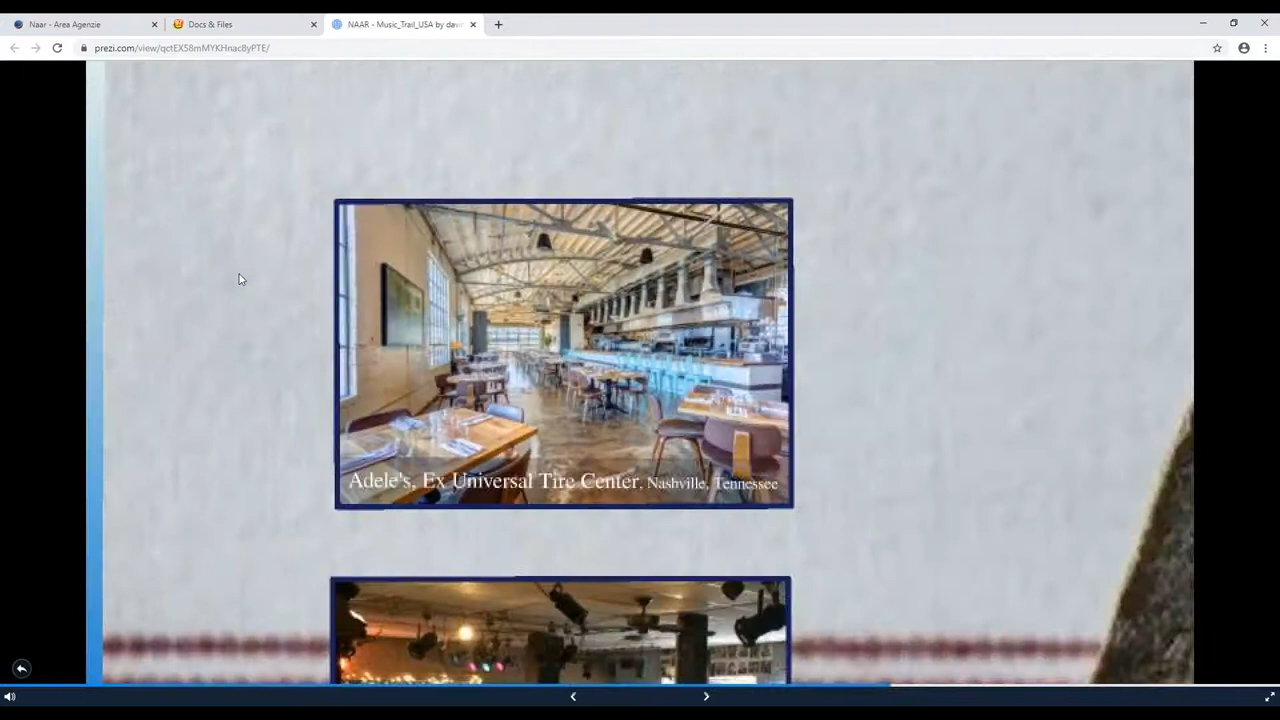 Naar - Area Agenzie
Docs & Files
NAAR - Music_Trail_USA by dave
prezi.com/view/qctEX58mMYKHnac8yPTE/
Adele's, Ex Universal Tire Center, Nashville, Tennessee